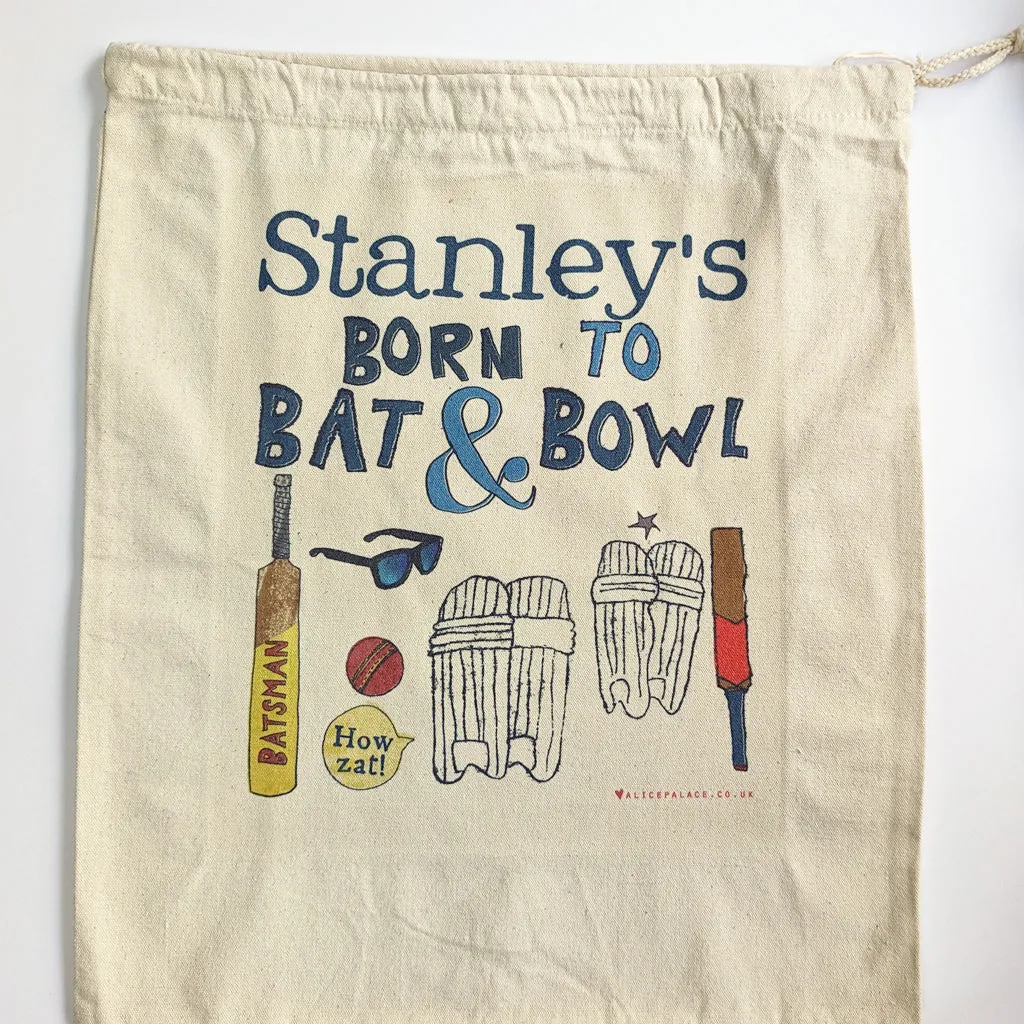 Stanley's
BORN TO
BAT & BOWL
BATSMAN
How
zat!
ALICEPALACE.CO.UK